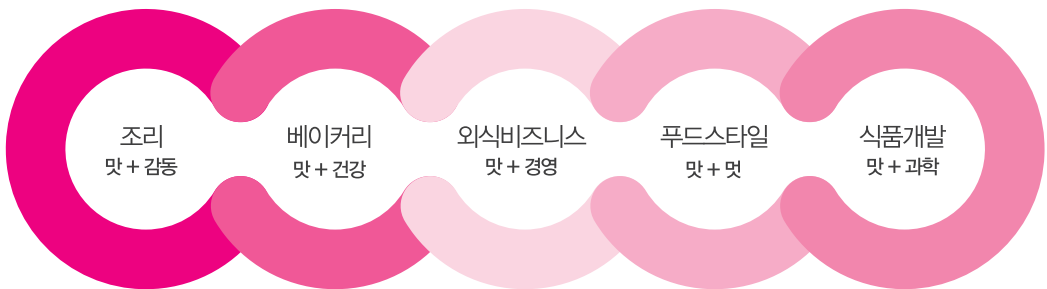 조리
맛 + 감동
베이커리
맛 + 건강
외식비즈니스
맛 + 경영
푸드스타일
맛 + 멋
식품개발
맛 + 과학